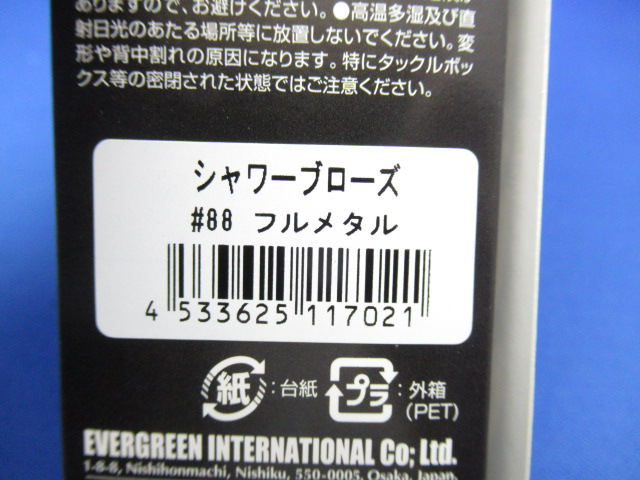 ありますので、お避けください。●高温多湿及び直
射日光のあたる場所等に放置しないでください。変
形や背中割れの原因になります。特にタックルボッ
クス等の密閉された状態ではご注意ください。
シャワーブローズ
#88 フルメタル
4 533625 117021
紙 :台紙 プラ :外箱
(PET)
EVERGREEN INTERNATIONAL Co; Ltd.
1-8-8, Nishihonmachi, Nishiku, 550-0005, Osaka, Japan.